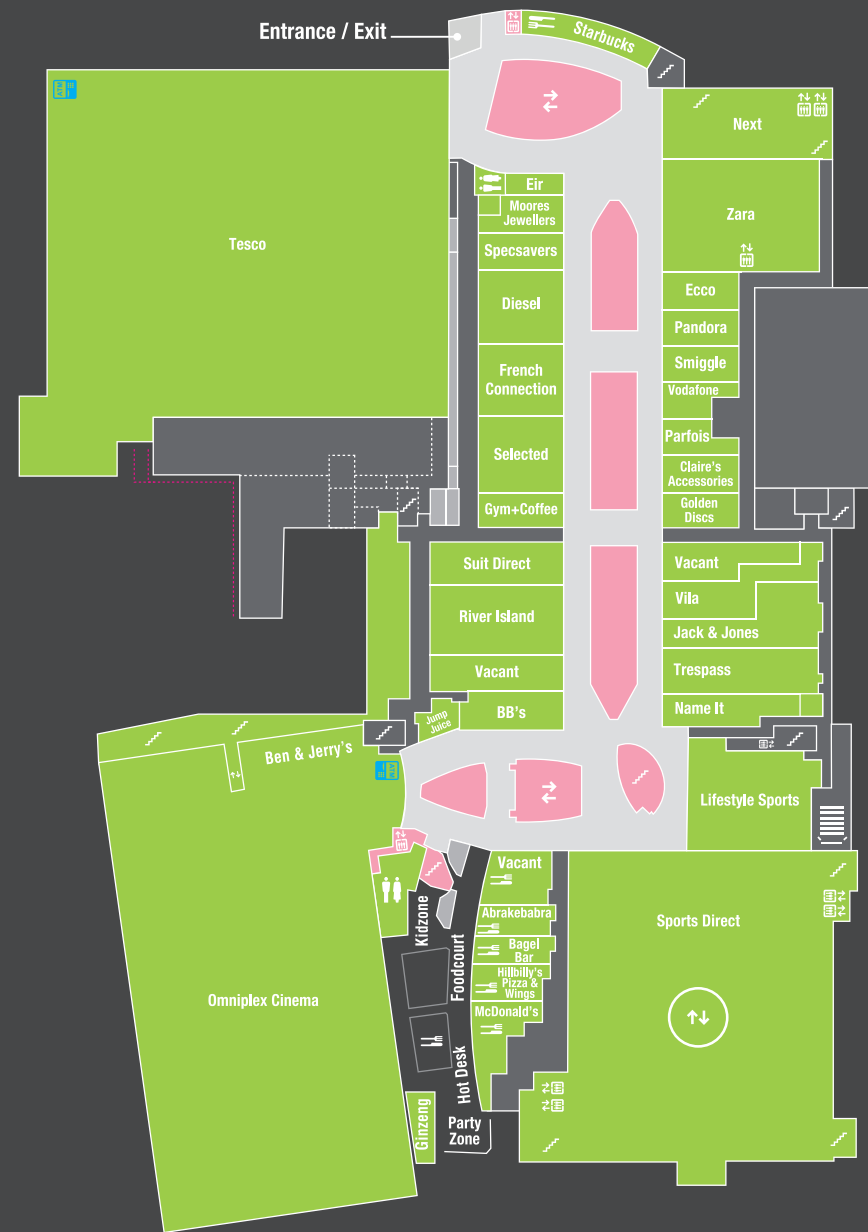 Entrance / Exit
Starbucks
ATM
Next
Eir
Moores
Jewellers
Zara
Tesco
Specsavers
Ecco
Diesel
Pandora
Smiggle
French
Connection
Vodafone
Parfois
Selected
Claire's
Accessories
Gym+Coffee
Golden
Discs
Suit Direct
Vacant
Vila
River Island
Jack & Jones
Vacant
Trespass
Name It
BB's
Jump
Juice
Ben & Jerry's
ATM
Lifestyle Sports
Vacant
Abrakebabra
Kidzone
Sports Direct
Bagel
Bar
Foodcourt
Hillbilly's
Pizza &
Wings
Omniplex Cinema
McDonald's
Hot Desk
Ginzeng
Party
Zone